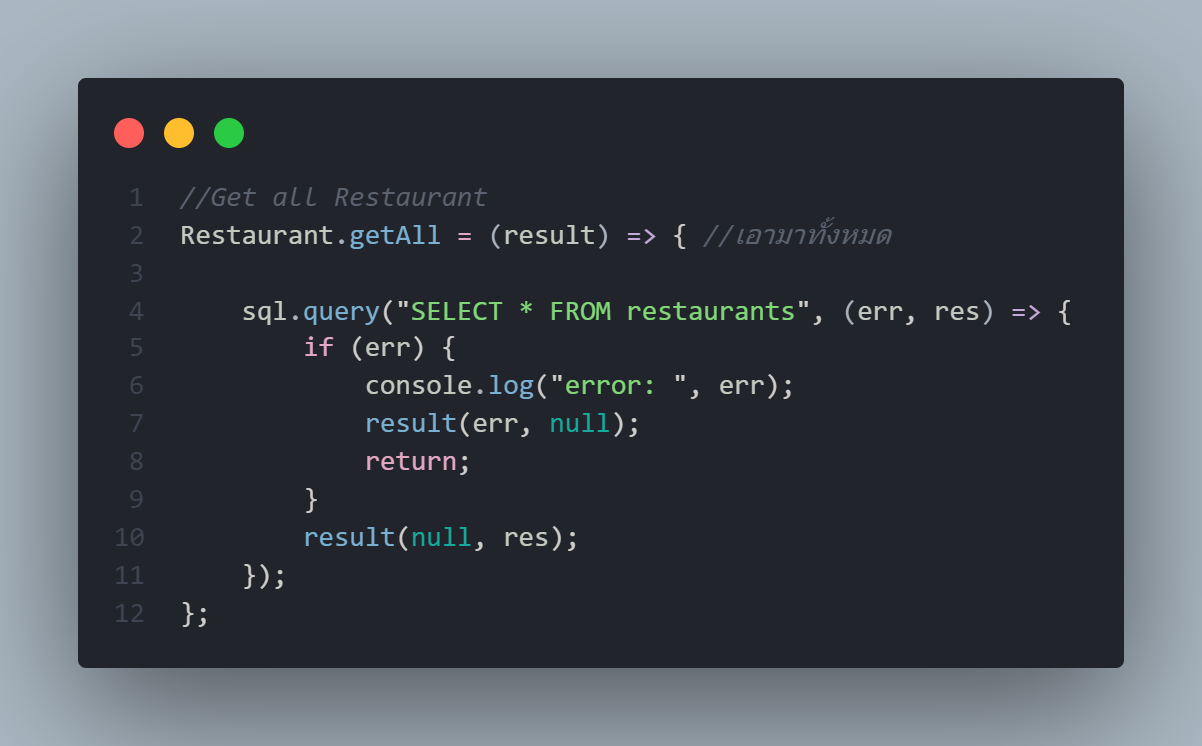 1 //Get all Restaurant
2 Restaurant.getAll = (result) => { //เอามาทั้งหมด
3
4     sql.query("SELECT * FROM restaurants", (err, res) => {
5         if (err) {
6             console.log("error: ", err);
7             result(err, null);
8             return;
9         }
10         result(null, res);
11     });
12 };